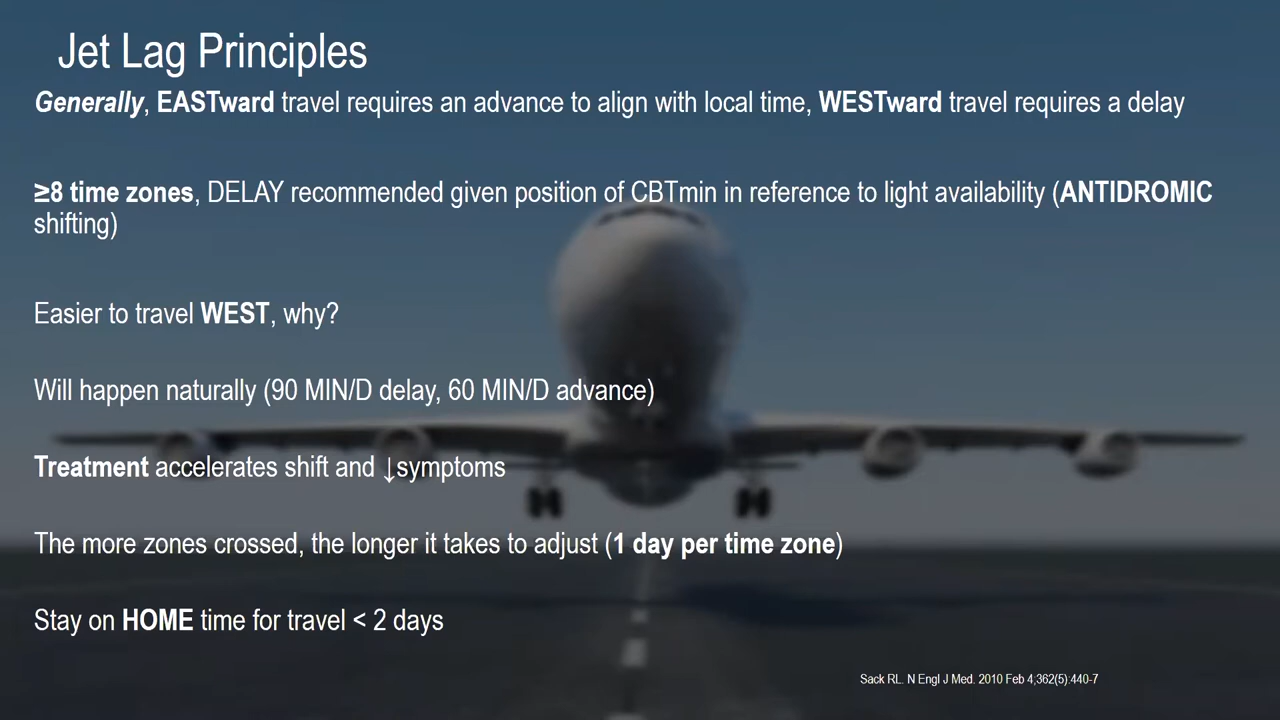 Jet Lag Principles
Generally, EASTward travel requires an advance to align with local time, WESTward travel requires a delay
≥8 time zones, DELAY recommended given position of CBTmin in reference to light availability (ANTIDROMIC
shifting)
Easier to travel WEST, why?
Will happen naturally (90 MIN/D delay, 60 MIN/D advance)
Treatment accelerates shift and ↓symptoms
The more zones crossed, the longer it takes to adjust (1 day per time zone)
Stay on HOME time for travel < 2 days
Sack RL. N Engl J Med. 2010 Feb 4;362(5):440-7